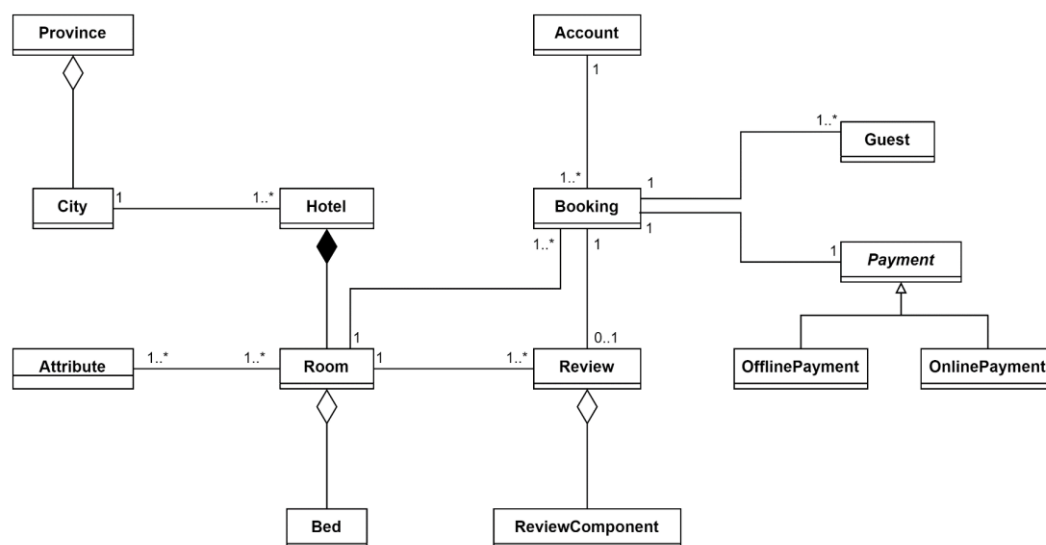 Province
Account
1
1..*
Guest
1..*
1
City
1
1..*
Hotel
Booking
1..*
1
1
1
Payment
1
0..1
Attribute
1..*
1..*
Room
1
1..*
Review
OfflinePayment
OnlinePayment
Bed
ReviewComponent